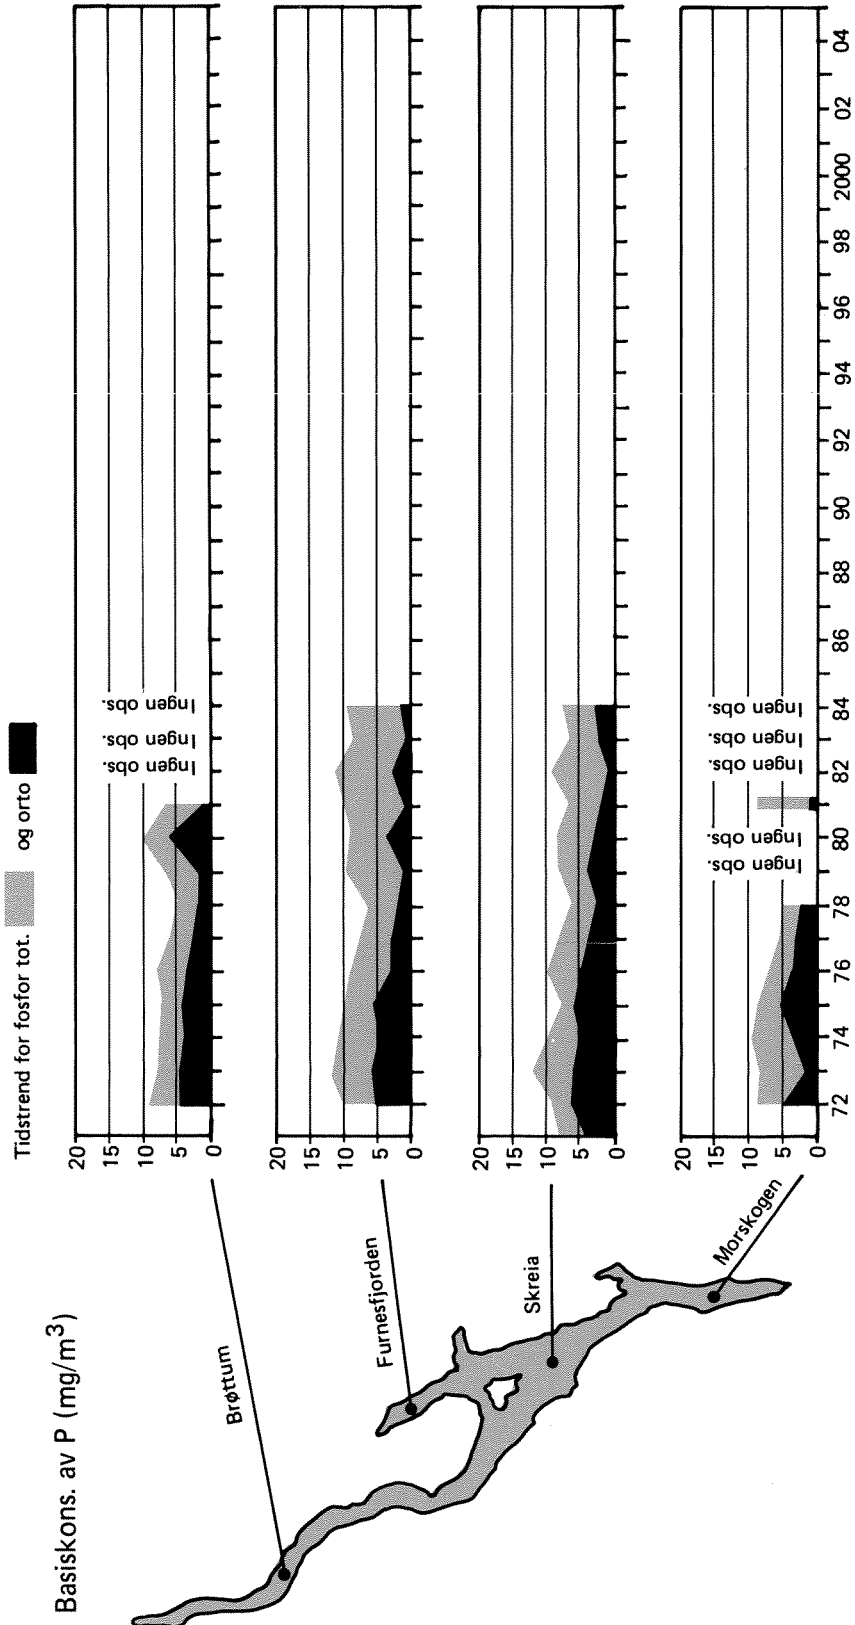 Basiskons. av P (mg/m³)
Tidstrend for fosfor tot. og orto
Brøttum
20
15
10
5
0
Ingen obs.
Ingen obs.
Ingen obs.
Furnesfjorden
20
15
10
5
0
Skreia
20
15
10
5
0
Morskogen
20
15
10
5
0
Ingen obs.
Ingen obs.
Ingen obs.
Ingen obs.
Ingen obs.
72 74 76 78 80 82 84 86 88 90 92 94 96 98 2000 02 04